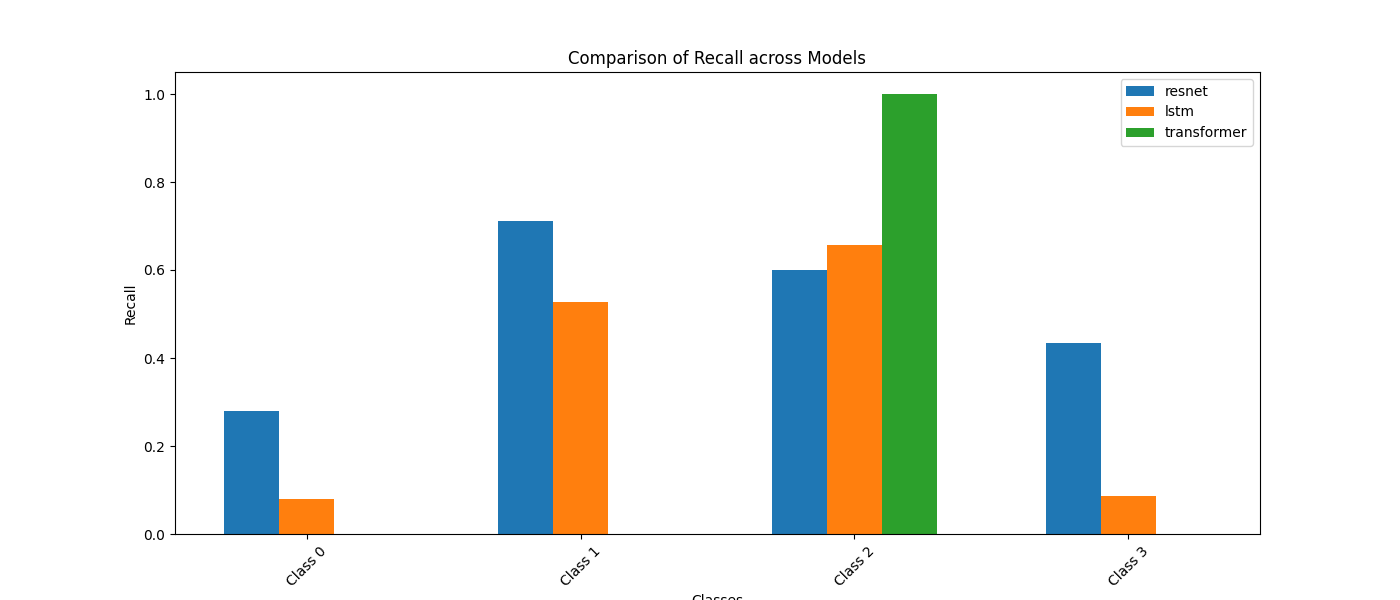 Comparison of Recall across Models
resnet
lstm
transformer
1.0
0.8
0.6
0.4
0.2
0.0
Recall
Class 0
Class 1
Class 2
Class 3
Classes